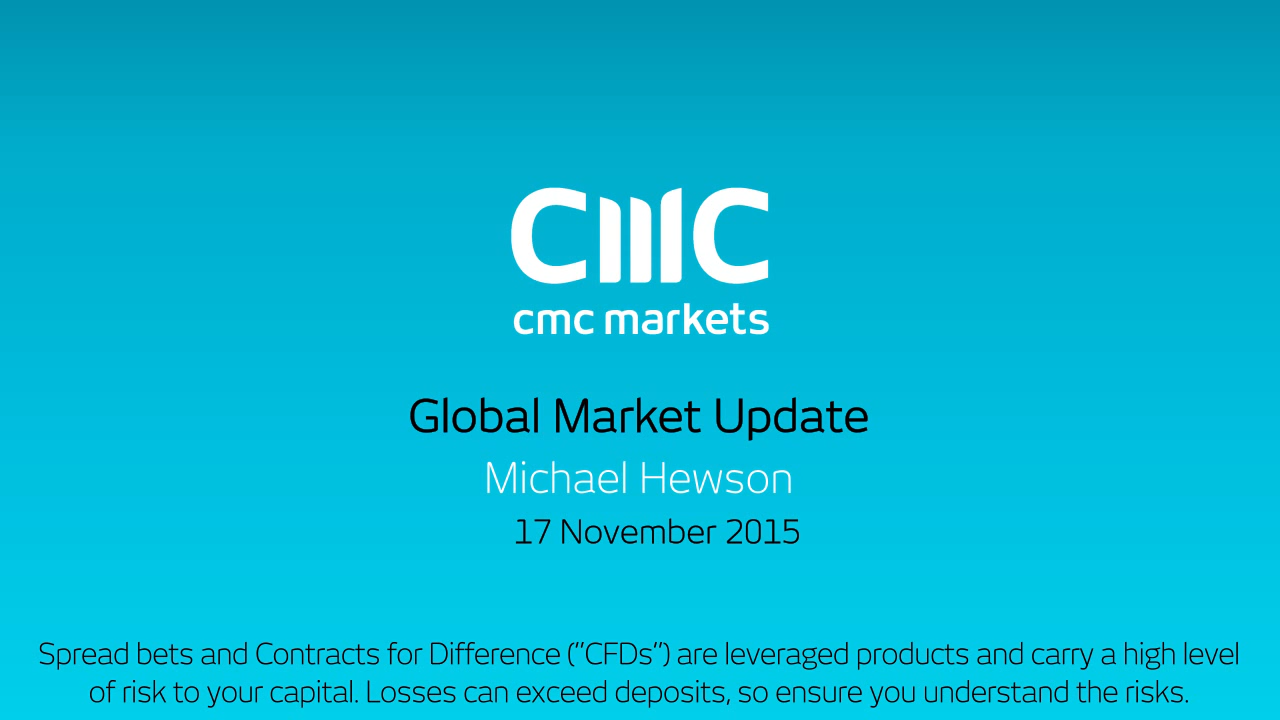 CMC
cmc markets
Global Market Update
Michael Hewson
17 November 2015
Spread bets and Contracts for Difference (“CFDs”) are leveraged products and carry a high level
of risk to your capital. Losses can exceed deposits, so ensure you understand the risks.